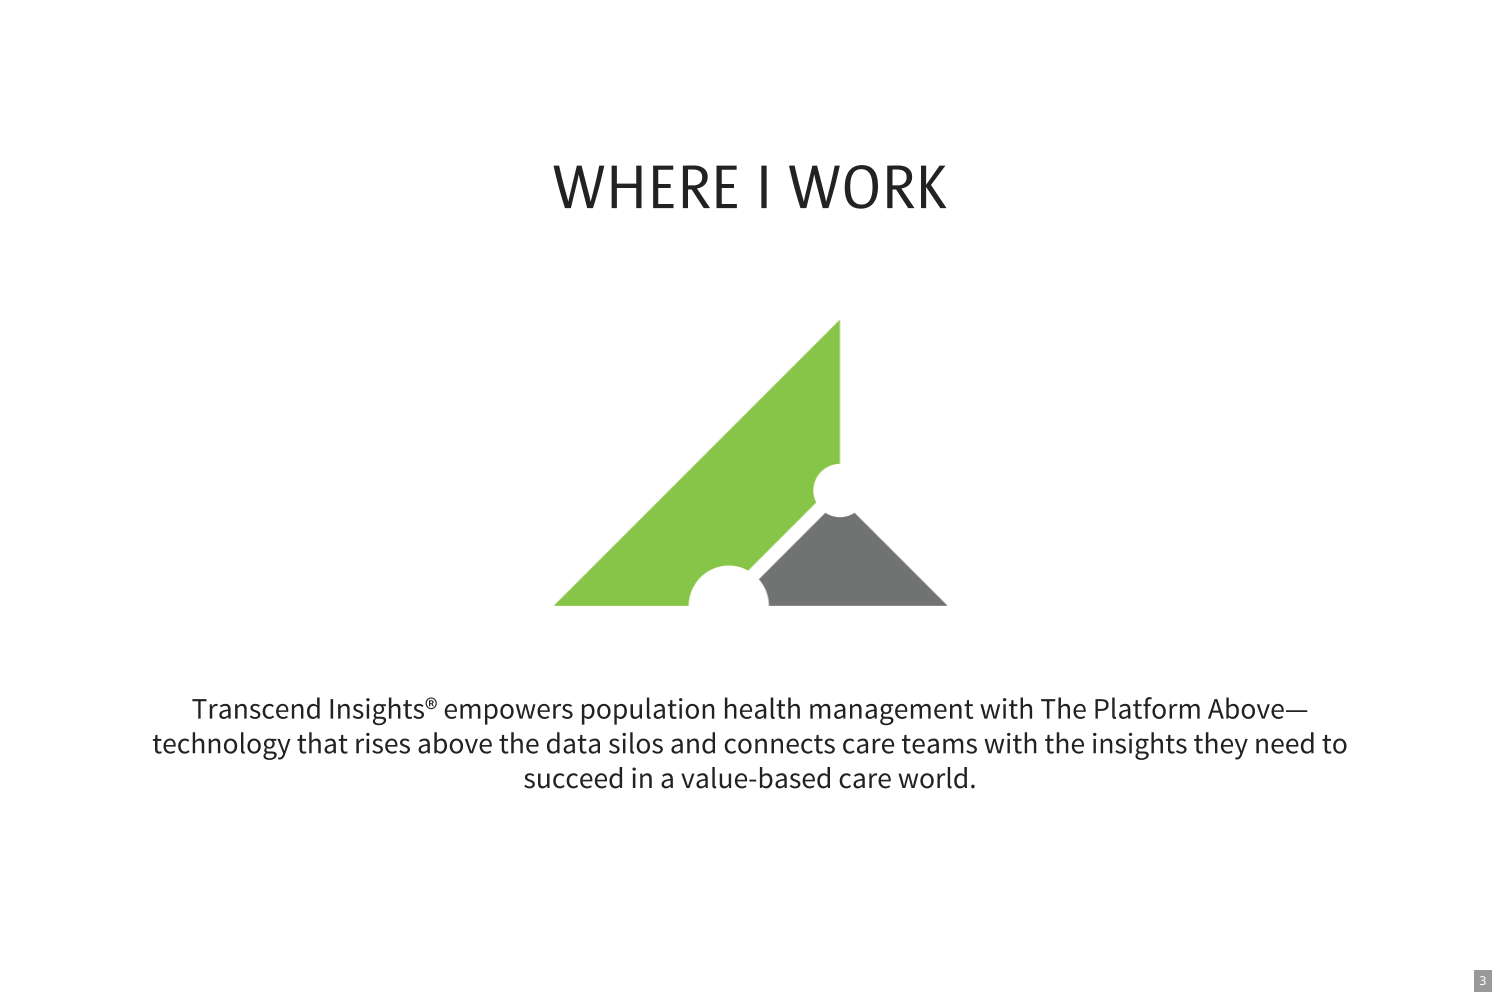 WHERE I WORK
Transcend Insights® empowers population health management with The Platform Above—
technology that rises above the data silos and connects care teams with the insights they need to
succeed in a value-based care world.
3